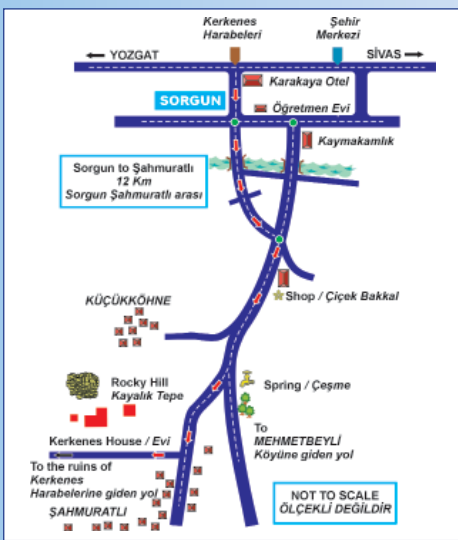 Kerkenes
Harabeleri
Şehir
Merkezi
YOZGAT
SİVAS
Karakaya Otel
SORGUN
Öğretmen Evi
Kaymakamlık
Sorgun to Şahmuratlı
12 Km
Sorgun Şahmuratlı arası
Shop / Çiçek Bakkal
KÜÇÜKKÖHNE
Rocky Hill
Kayalık Tepe
Spring / Çeşme
To
MEHMETBEYLİ
Köyüne giden yol
Kerkenes House / Evi
To the ruins of
Kerkenes
Harabelerine giden yol
ŞAHMURATLI
NOT TO SCALE
ÖLÇEKLİ DEĞİLDİR